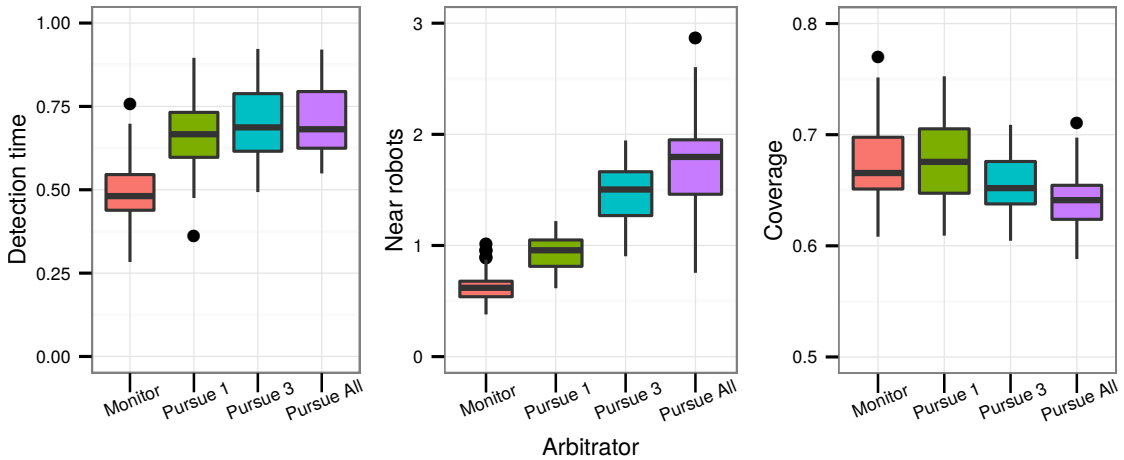 Detection time
1.00
0.75
0.50
0.25
0.00
Monitor
Pursue 1
Pursue 3
Pursue All
Near robots
3
2
1
0
Monitor
Pursue 1
Pursue 3
Pursue All
Coverage
0.8
0.7
0.6
0.5
Monitor
Pursue 1
Pursue 3
Pursue All
Arbitrator